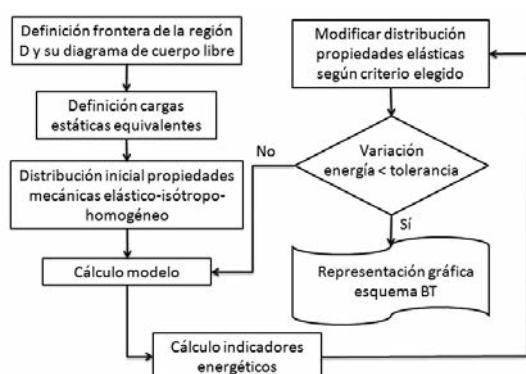 Definición frontera de la región
D y su diagrama de cuerpo libre
Definición cargas
estáticas equivalentes
Distribución inicial propiedades
mecánicas elástico-isótropo-
homogéneo
Cálculo modelo
Cálculo indicadores
energéticos
Modificar distribución
propiedades elásticas
según criterio elegido
Variación
energía < tolerancia
No
Sí
Representación gráfica
esquema BT